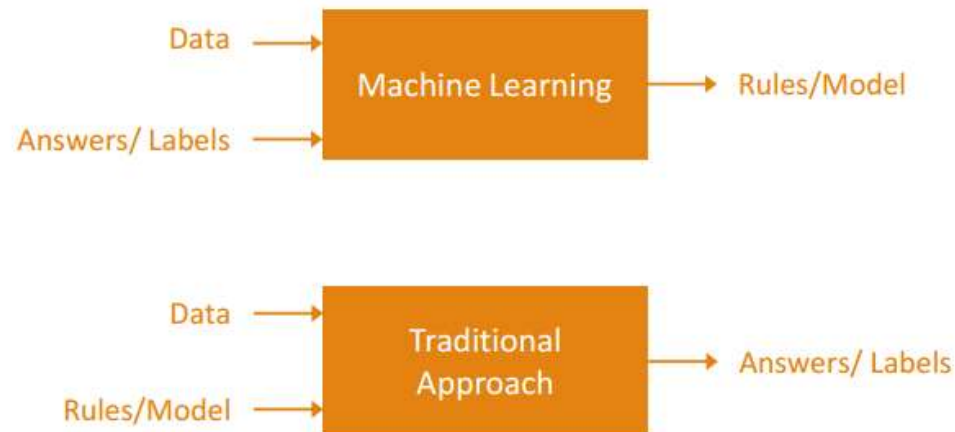 Data
Machine Learning
Rules/Model
Answers/ Labels
Data
Traditional
Approach
Answers/ Labels
Rules/Model